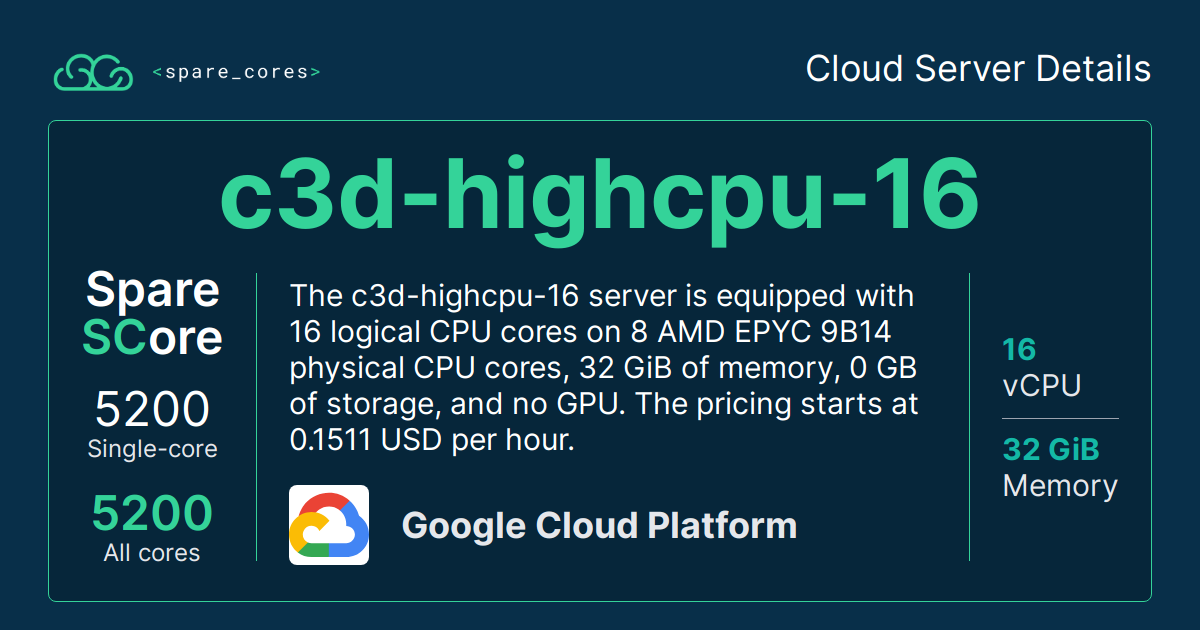 <spare_cores>
Cloud Server Details
c3d-highcpu-16
Spare
SCore
5200
Single-core
5200
All cores
The c3d-highcpu-16 server is equipped with
16 logical CPU cores on 8 AMD EPYC 9B14
physical CPU cores, 32 GiB of memory, 0 GB
of storage, and no GPU. The pricing starts at
0.1511 USD per hour.
Google Cloud Platform
16
vCPU
32 GiB
Memory